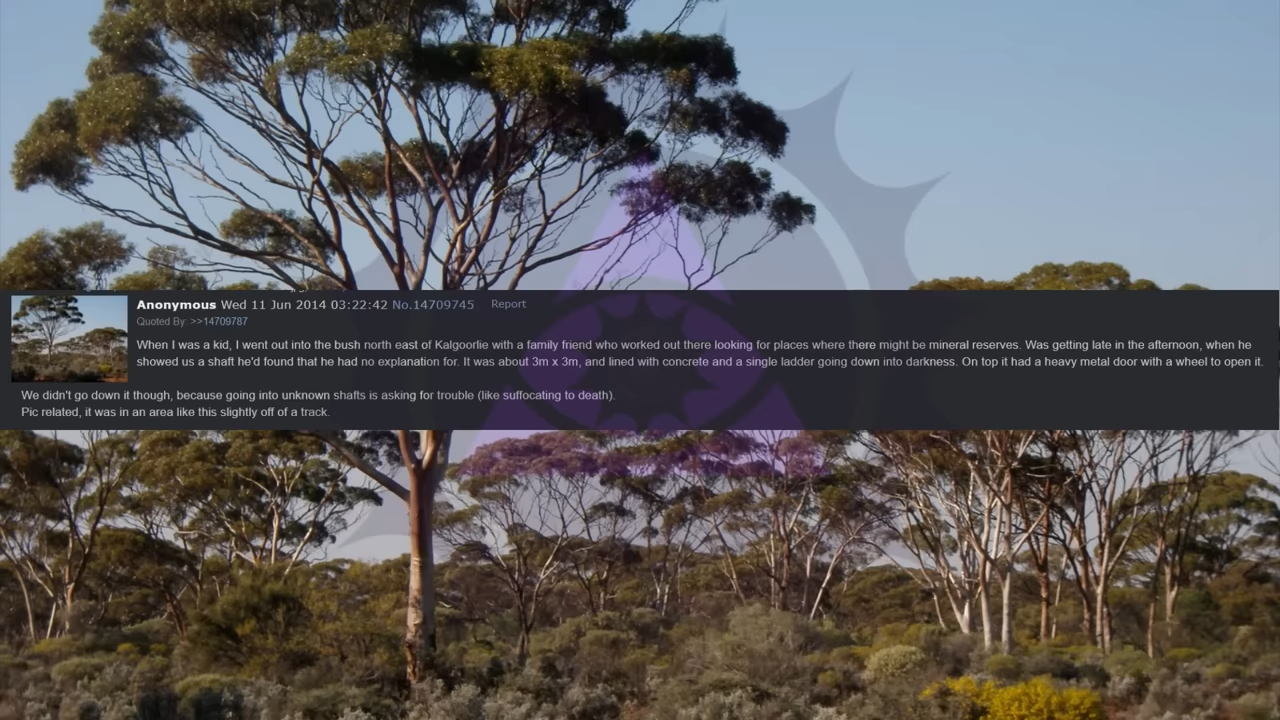 Anonymous Wed 11 Jun 2014 03:22:42 No.14709745 Report
Quoted By: >>14709787
When I was a kid, I went out into the bush north east of Kalgoorlie with a family friend who worked out there looking for places where there might be mineral reserves. Was getting late in the afternoon, when he
showed us a shaft he'd found that he had no explanation for. It was about 3m x 3m, and lined with concrete and a single ladder going down into darkness. On top it had a heavy metal door with a wheel to open it.
We didn't go down it though, because going into unknown shafts is asking for trouble (like suffocating to death).
Pic related, it was in an area like this slightly off of a track.